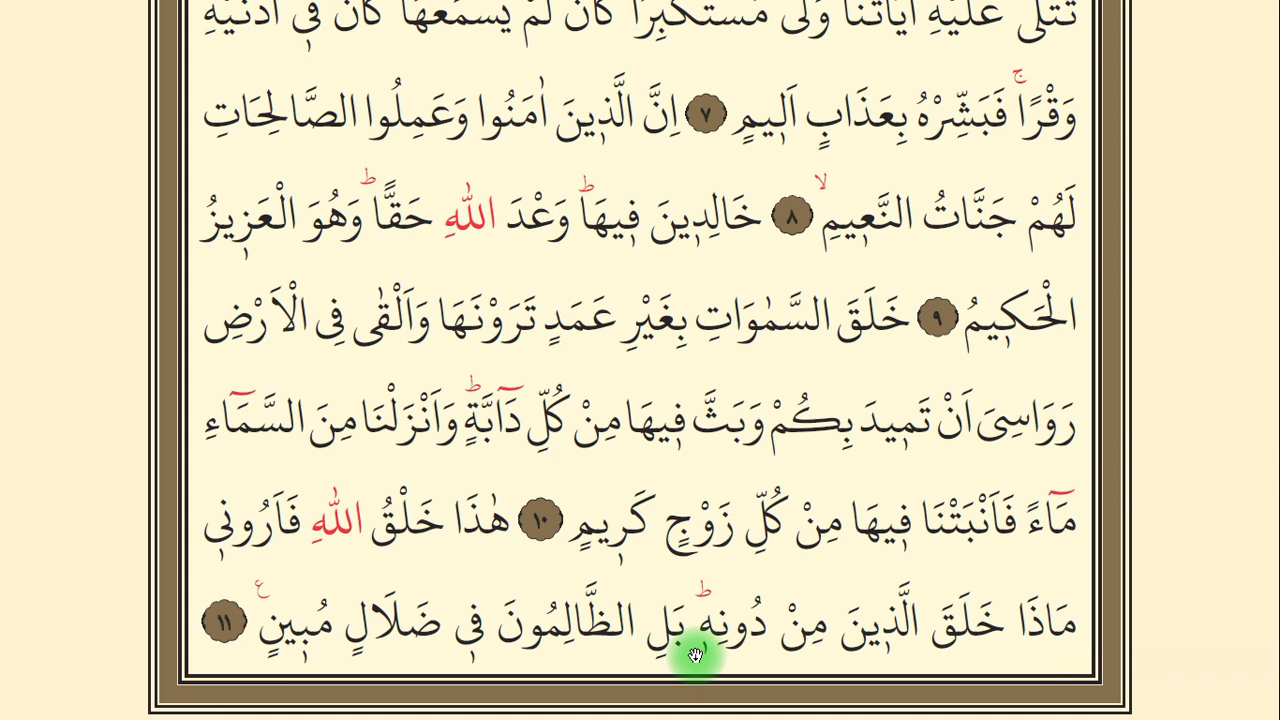 تُتْلٰى عَلَيْهِ اٰيَاتُنَا وَلّٰى مُسْتَكْبِرًا كَاَنْ لَمْ يَسْمَعْهَا كَاَنَّ فٖٓى اُذُنَيْهِ
وَقْرًاۚ فَبَشِّرْهُ بِعَذَابٍ اَلٖيمٍ ﴿٧﴾ اِنَّ الَّذٖينَ اٰمَنُوا وَعَمِلُوا الصَّالِحَاتِ
لَهُمْ جَنَّاتُ النَّعٖيمِۙ ﴿٨﴾ خَالِدٖينَ فٖيهَاؕ وَعْدَ اللّٰهِ حَقًّاؕ وَهُوَ الْعَزٖيزُ
الْحَكٖيمُ ﴿٩﴾ خَلَقَ السَّمٰوَاتِ بِغَيْرِ عَمَدٍ تَرَوْنَهَا وَاَلْقٰى فِى الْاَرْضِ
رَوَاسِىَ اَنْ تَمٖيدَ بِكُمْ وَبَثَّ فٖيهَا مِنْ كُلِّ دَٓابَّةٍؕ وَاَنْزَلْنَا مِنَ السَّمَٓاءِ
مَٓاءً فَاَنْبَتْنَا فٖيهَا مِنْ كُلِّ زَوْجٍ كَرٖيمٍ ﴿١٠﴾ هٰذَا خَلْقُ اللّٰهِ فَاَرُونٖى
مَاذَا خَلَقَ الَّذٖينَ مِنْ دُونِهٖؕ بَلِ الظَّالِمُونَ فٖى ضَلَالٍ مُبٖينٍࣖ ﴿١١﴾